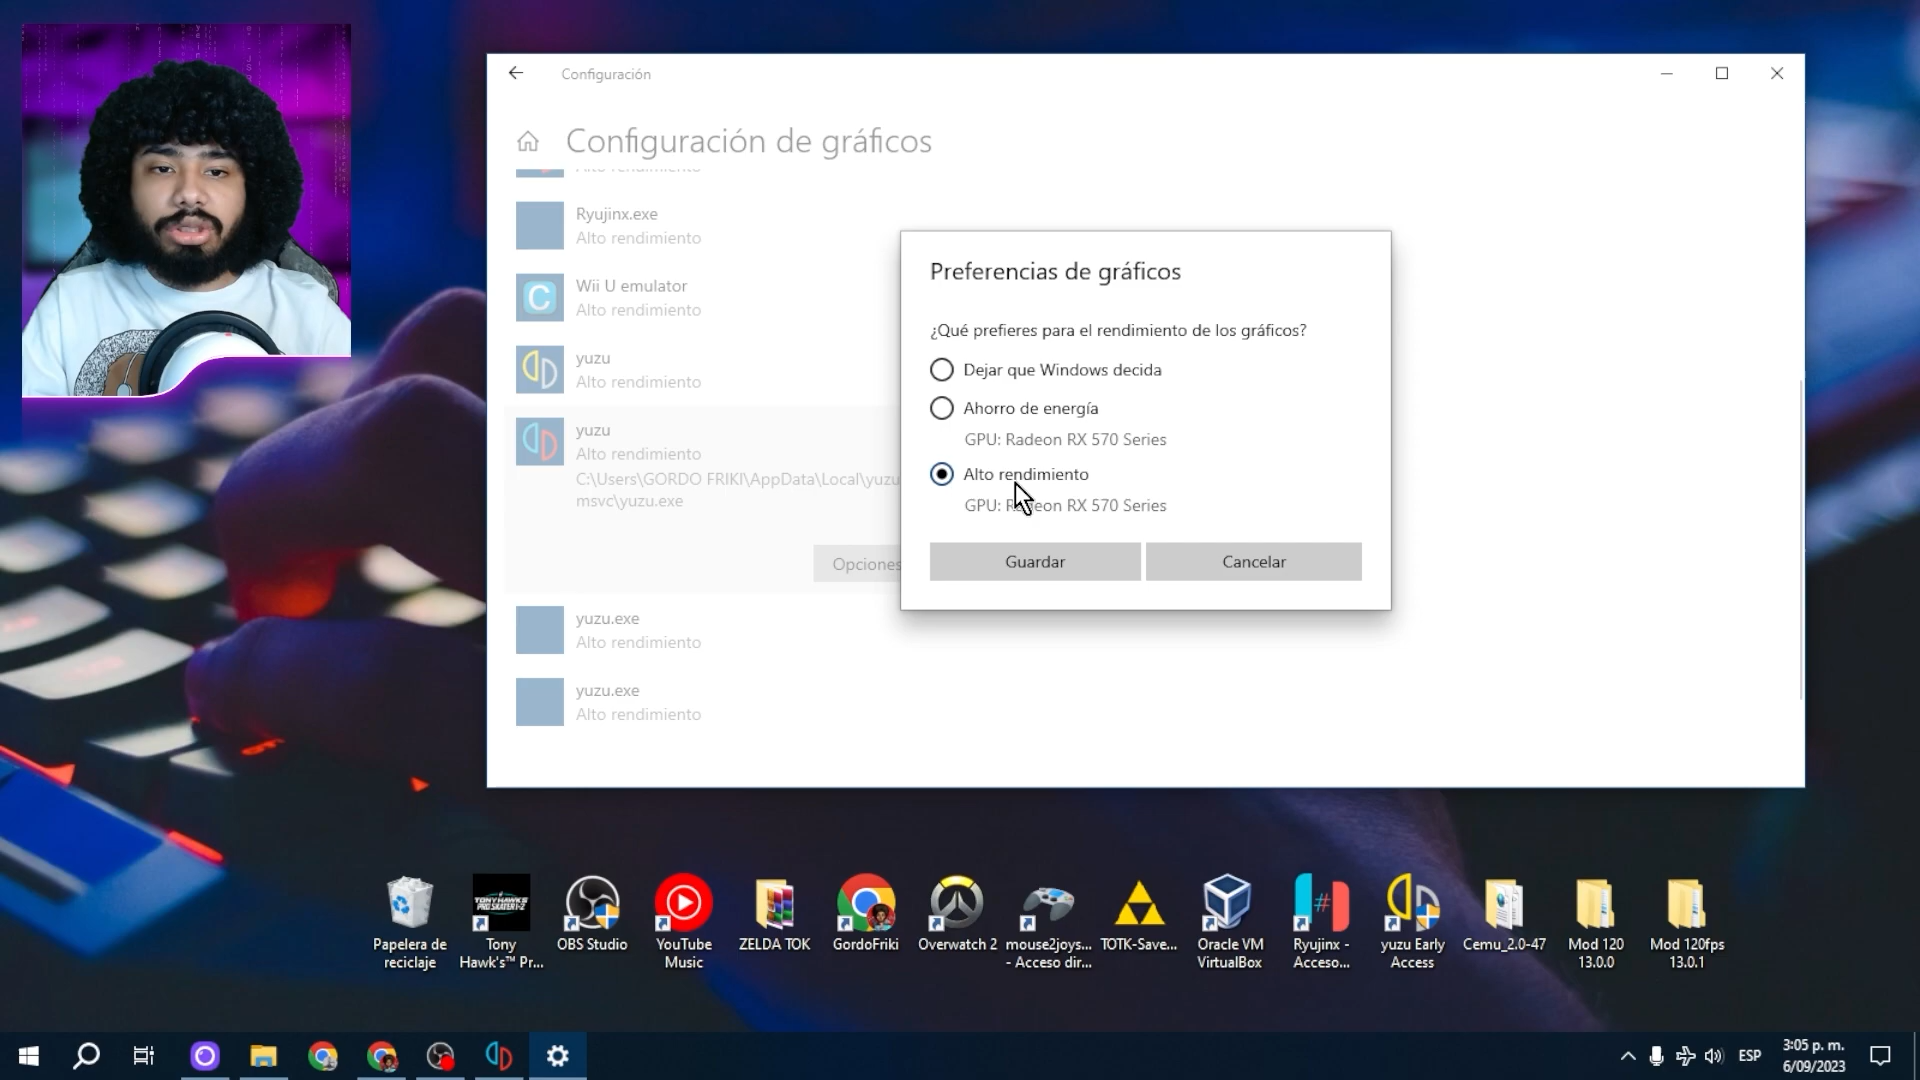 Configuración
Configuración de gráficos
Alto rendimiento
Ryujinx.exe
Alto rendimiento
Wii U emulator
Alto rendimiento
yuzu
Alto rendimiento
yuzu
Alto rendimiento
C:\Users\GORDO FRIKI\AppData\Local\yuzu
msvc\yuzu.exe
Opciones
yuzu.exe
Alto rendimiento
yuzu.exe
Alto rendimiento
Preferencias de gráficos
¿Qué prefieres para el rendimiento de los gráficos?
Dejar que Windows decida
Ahorro de energía
GPU: Radeon RX 570 Series
Alto rendimiento
GPU: Radeon RX 570 Series
Guardar
Cancelar
TONY HAWK'S
PRO SKATER 1+2
Papelera de
reciclaje
Tony
Hawk's™ Pr...
OBS Studio
YouTube
Music
ZELDA TOK
GordoFriki
Overwatch 2
mouse2joys...
- Acceso dir...
TOTK-Save...
Oracle VM
VirtualBox
Ryujinx -
Acceso...
yuzu Early
Access
Cemu_2.0-47
Mod 120
13.0.0
Mod 120fps
13.0.1
ESP
3:05 p. m.
6/09/2023